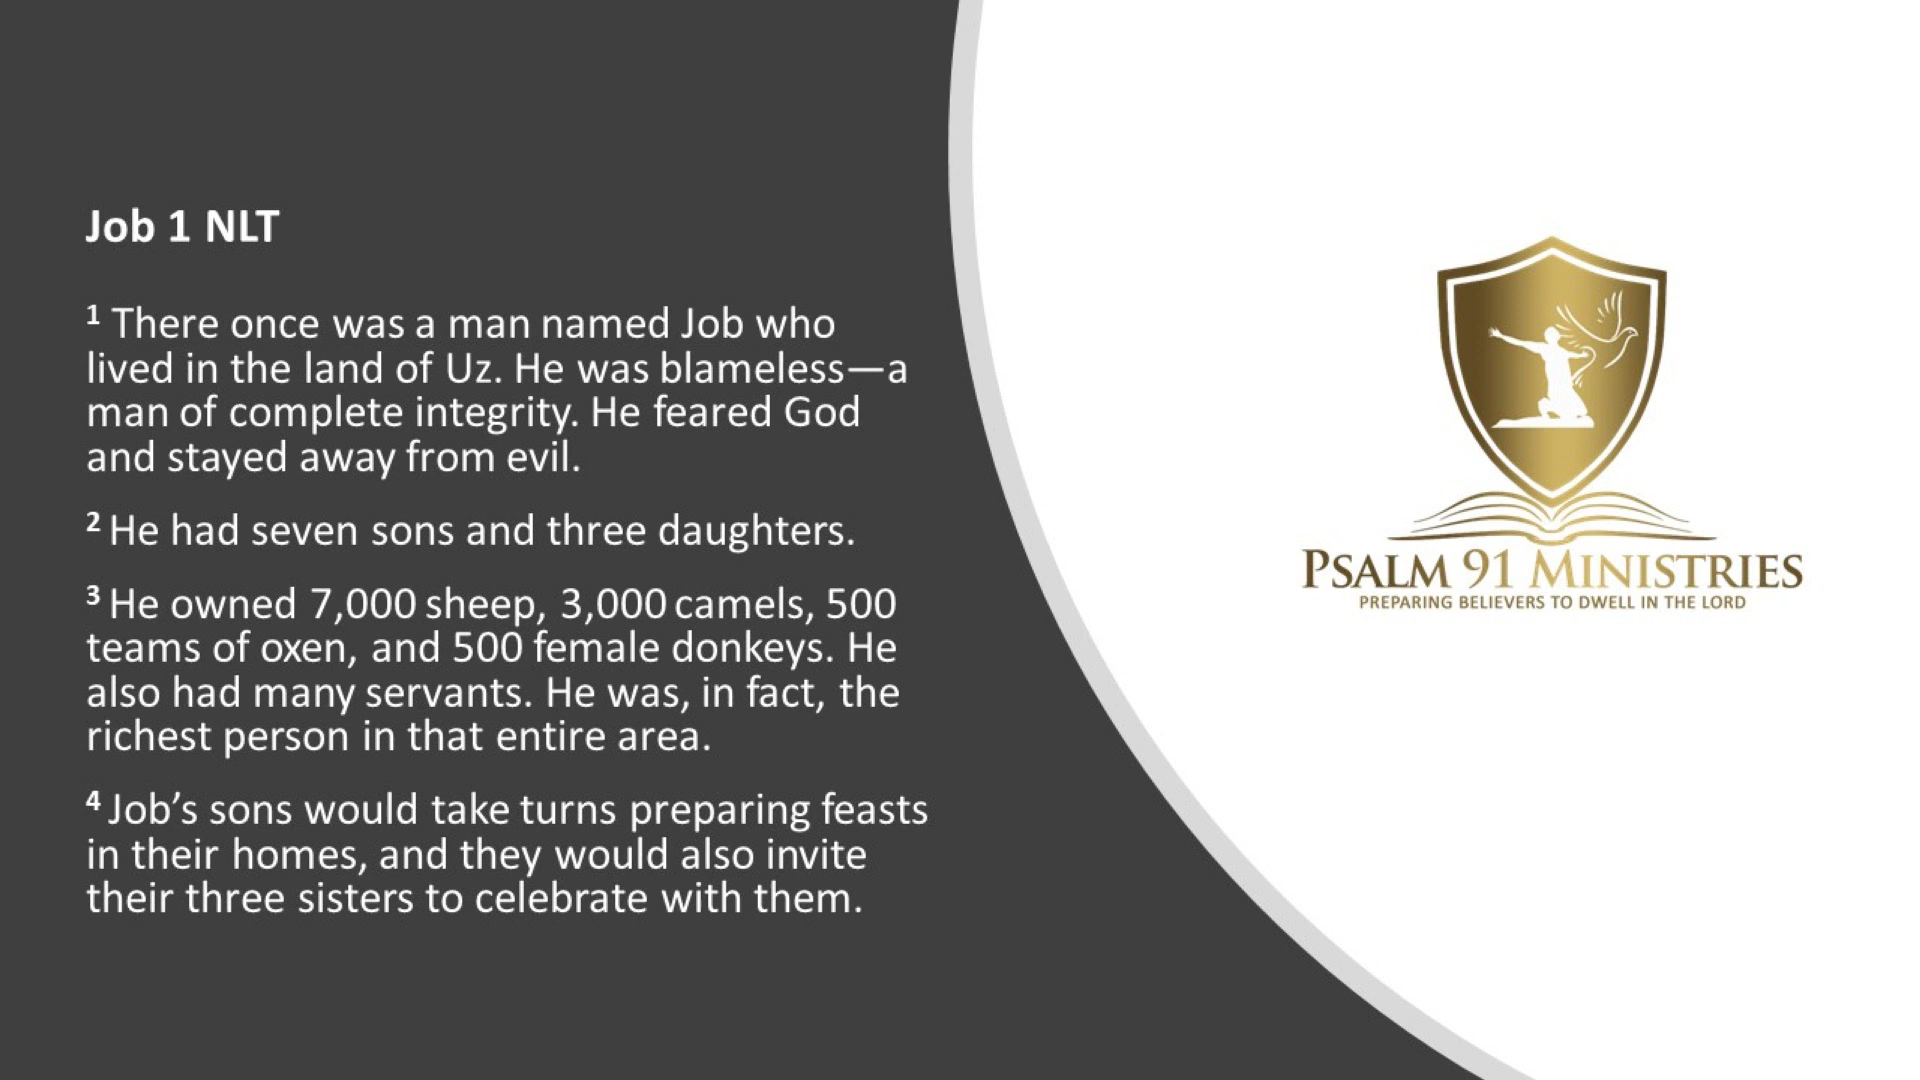 Job 1 NLT
1 There once was a man named Job who
lived in the land of Uz. He was blameless—a
man of complete integrity. He feared God
and stayed away from evil.
2 He had seven sons and three daughters.
3 He owned 7,000 sheep, 3,000 camels, 500
teams of oxen, and 500 female donkeys. He
also had many servants. He was, in fact, the
richest person in that entire area.
4 Job’s sons would take turns preparing feasts
in their homes, and they would also invite
their three sisters to celebrate with them.
PSALM 91 MINISTRIES
PREPARING BELIEVERS TO DWELL IN THE LORD